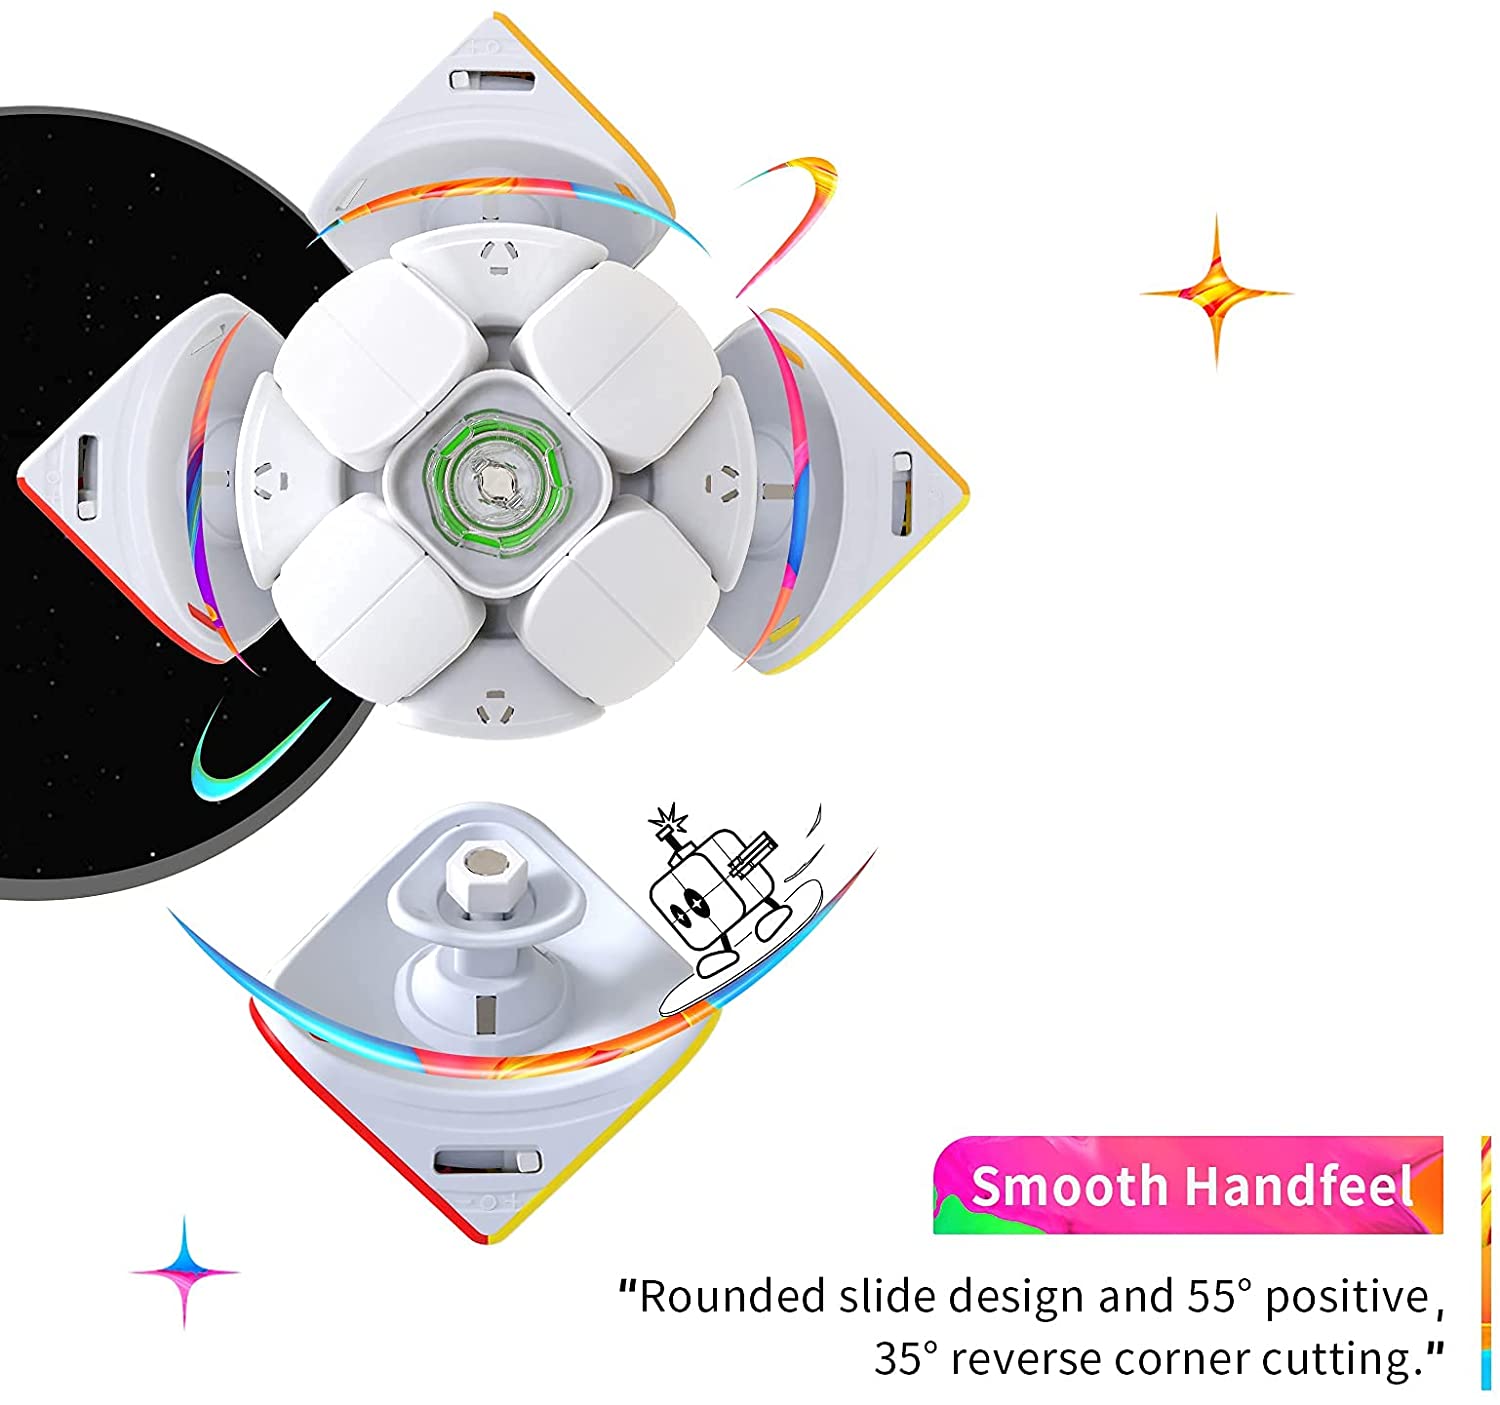 Smooth Handfeel
"Rounded slide design and 55° positive,
35° reverse corner cutting."